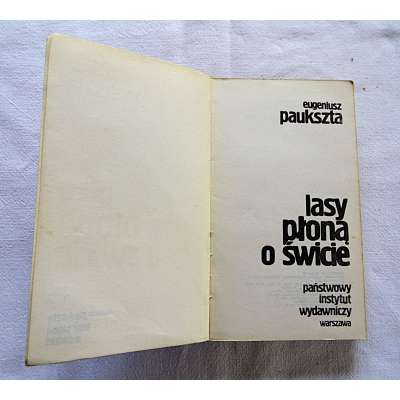 eugeniusz
paukszta
lasy
płoną
o świcie
państwowy
instytut
wydawniczy
warszawa